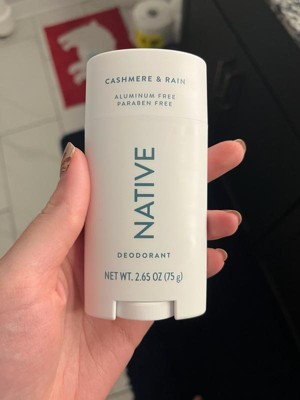 CASHMERE & RAIN
ALUMINUM FREE
PARABEN FREE
NATIVE
DEODORANT
NET WT. 2.65 OZ (75 g)